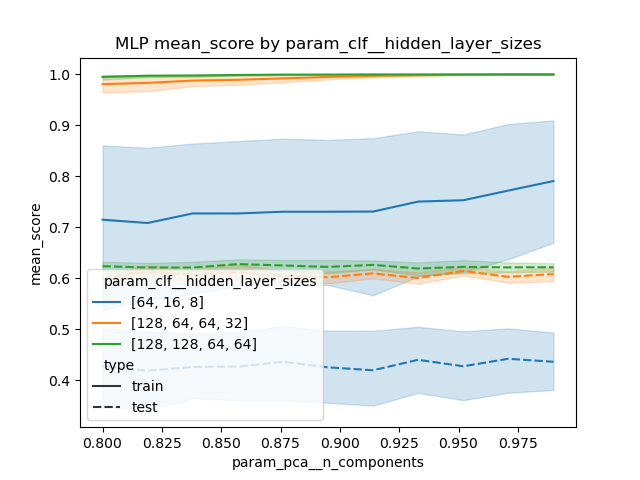 MLP mean_score by param_clf__hidden_layer_sizes
1.0
0.9
0.8
0.7
0.6
0.5
0.4
mean_score
param_clf__hidden_layer_sizes
[64, 16, 8]
[128, 64, 64, 32]
[128, 128, 64, 64]
type
train
test
0.800 0.825 0.850 0.875 0.900 0.925 0.950 0.975
param_pca__n_components